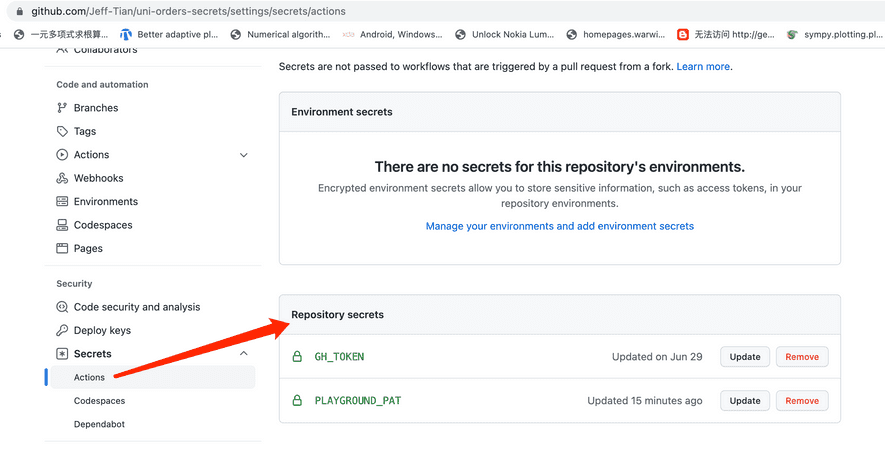 github.com/Jeff-Tian/uni-orders-secrets/settings/secrets/actions
一元多项式求根算... Better adaptive pl... Numerical algorith... Android, Windows... Unlock Nokia Lum... homepages.warwi... 无法访问 http://ge... sympy.plotting.pl...
Collaborators
Code and automation
Branches
Tags
Actions
Webhooks
Environments
Codespaces
Pages
Security
Code security and analysis
Deploy keys
Secrets
Actions
Codespaces
Dependabot
Secrets are not passed to workflows that are triggered by a pull request from a fork. Learn more.
Environment secrets
There are no secrets for this repository's environments.
Encrypted environment secrets allow you to store sensitive information, such as access tokens, in your
repository environments.
Manage your environments and add environment secrets
Repository secrets
GH_TOKEN Updated on Jun 29 Update Remove
PLAYGROUND_PAT Updated 15 minutes ago Update Remove